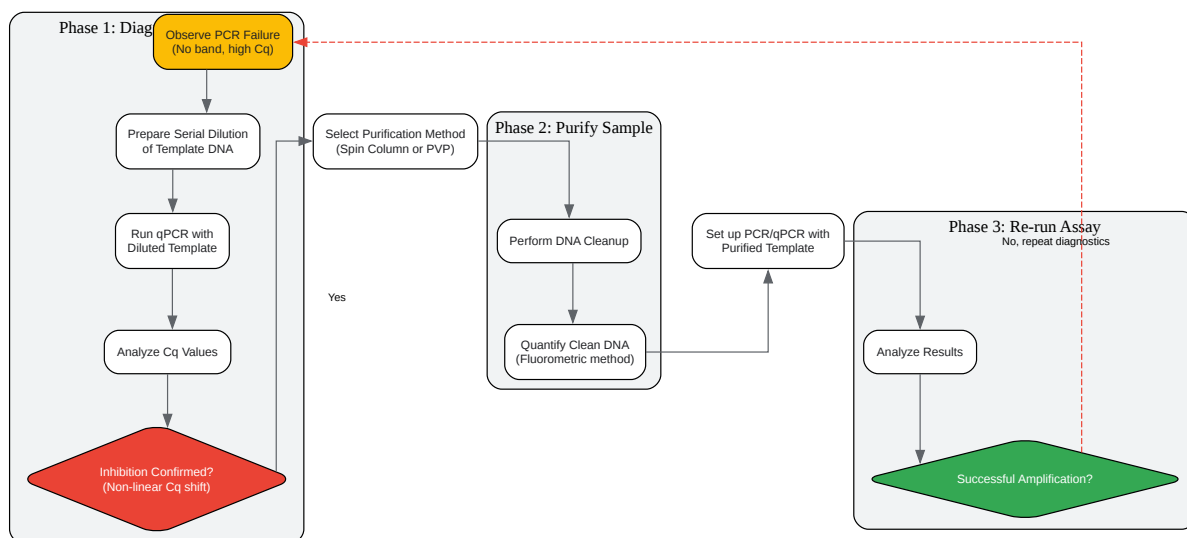 Phase 1: Diag
Observe PCR Failure
(No band, high Cq)
Prepare Serial Dilution
of Template DNA
Run qPCR with
Diluted Template
Analyze Cq Values
Inhibition Confirmed?
(Non-linear Cq shift)
Yes
Select Purification Method
(Spin Column or PVP)
Phase 2: Purify Sample
Perform DNA Cleanup
Quantify Clean DNA
(Fluorometric method)
Set up PCR/qPCR with
Purified Template
Phase 3: Re-run Assay
No, repeat diagnostics
Analyze Results
Successful Amplification?